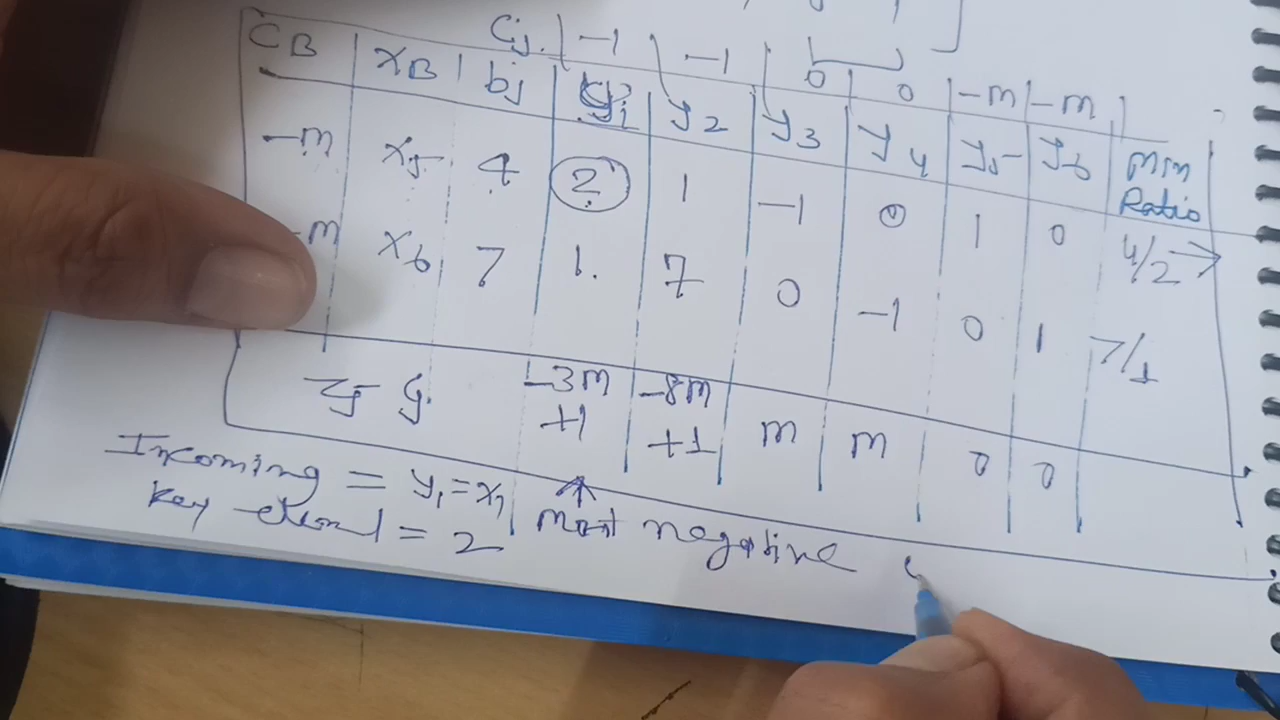 Cj. -1 -1 0 0 -M -M
CB XB bj y1 y2 y3 y4 y5 y6 Min Ratio
-M x5 4 2 1 -1 0 1 0 4/2 →
-M x6 7 1 7 0 -1 0 1 7/1
Zj-Cj -3M+1 -8M+1 M M 0 0
Incoming = y1 = x1 ↑ most negative
key element = 2